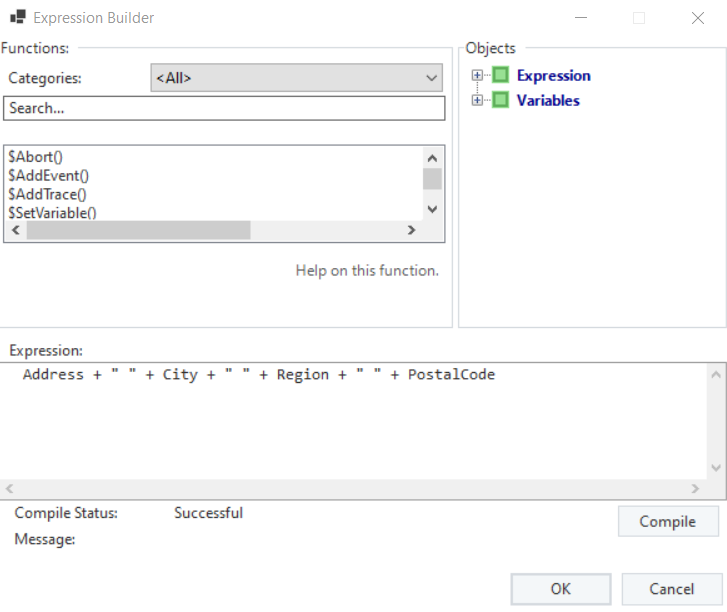 Expression Builder
Functions:
Categories: <All>
Search...
$Abort()
$AddEvent()
$AddTrace()
$SetVariable()
Help on this function.
Objects
Expression
Variables
Expression:
Address + " " + City + " " + Region + " " + PostalCode
Compile Status: Successful
Compile
Message:
OK Cancel